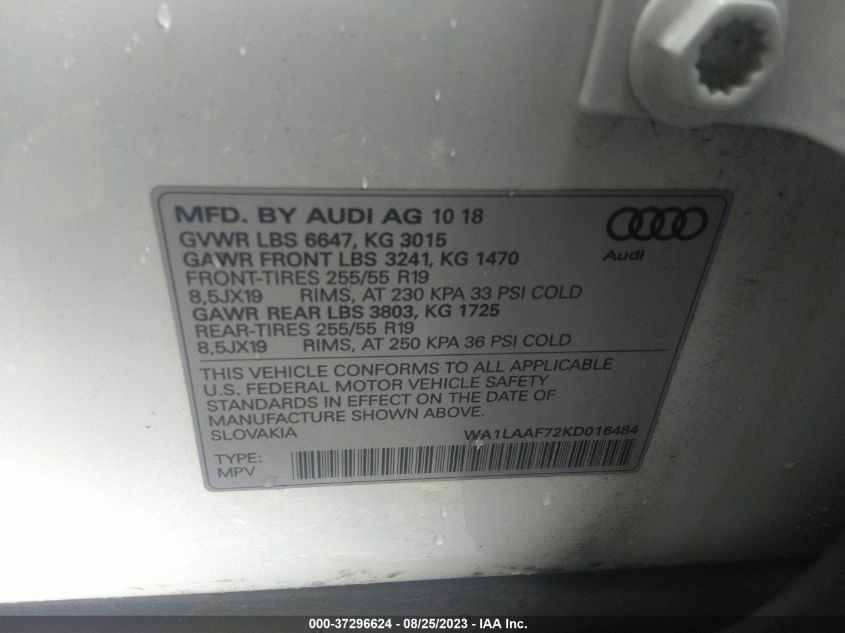 MFD. BY AUDI AG 10 18
GVWR LBS 6647, KG 3015
GAWR FRONT LBS 3241, KG 1470
FRONT-TIRES 255/55 R19
8,5JX19 RIMS, AT 230 KPA 33 PSI COLD
GAWR REAR LBS 3803, KG 1725
REAR-TIRES 255/55 R19
8,5JX19 RIMS, AT 250 KPA 36 PSI COLD
Audi
THIS VEHICLE CONFORMS TO ALL APPLICABLE
U.S. FEDERAL MOTOR VEHICLE SAFETY
STANDARDS IN EFFECT ON THE DATE OF
MANUFACTURE SHOWN ABOVE.
SLOVAKIA WA1LAAF72KD016484
TYPE:
MPV
000-37296624 - 08/25/2023 - IAA Inc.